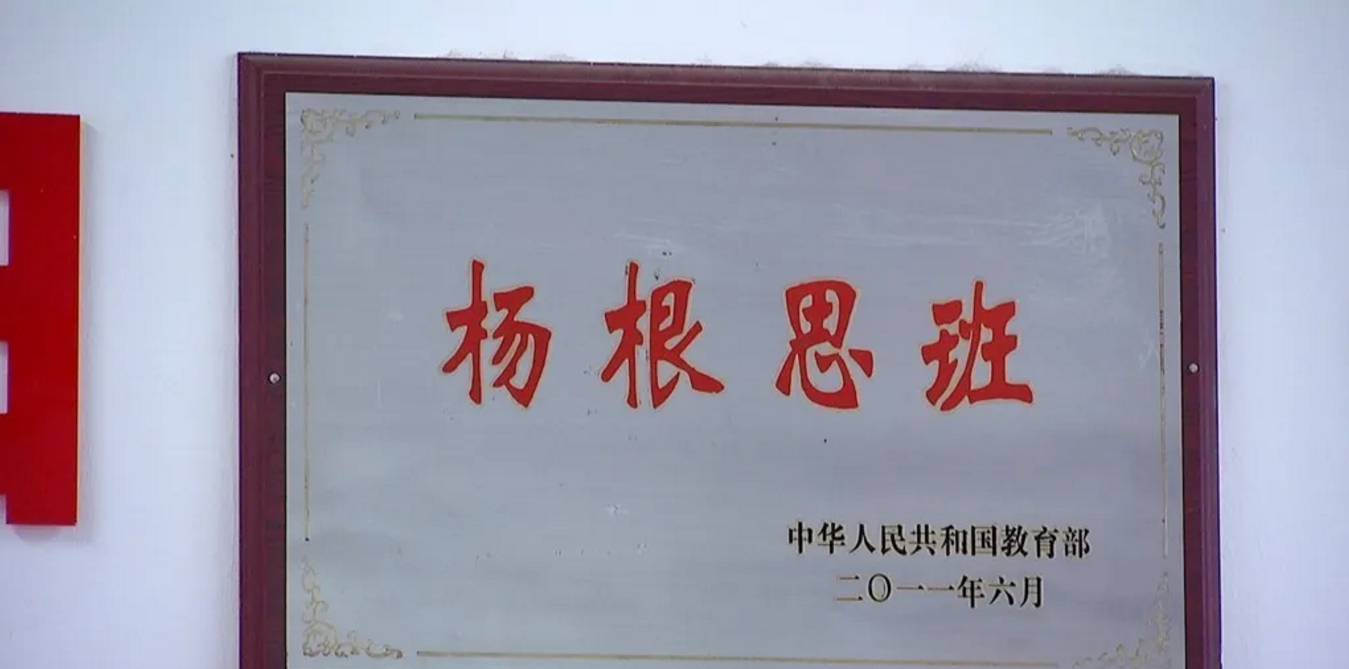 杨根思班
中华人民共和国教育部
二〇一一年六月